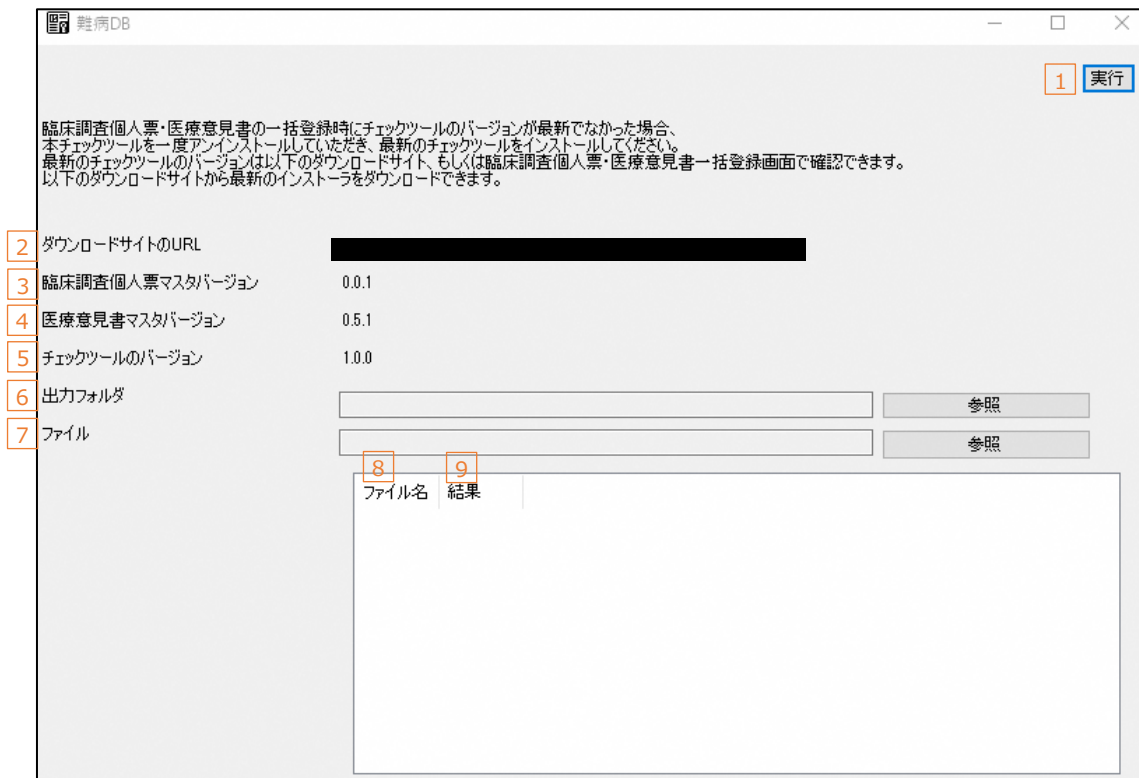 難病DB
1 実行
臨床調査個人票・医療意見書の一括登録時にチェックツールのバージョンが最新でなかった場合、
本チェックツールを一度アンインストールしていただき、最新のチェックツールをインストールしてください。
最新のチェックツールのバージョンは以下のダウンロードサイト、もしくは臨床調査個人票・医療意見書一括登録画面で確認できます。
以下のダウンロードサイトから最新のインストーラをダウンロードできます。
2 ダウンロードサイトのURL
3 臨床調査個人票マスタバージョン 0.0.1
4 医療意見書マスタバージョン 0.5.1
5 チェックツールのバージョン 1.0.0
6 出力フォルダ 参照
7 ファイル 参照
8 9
ファイル名 結果